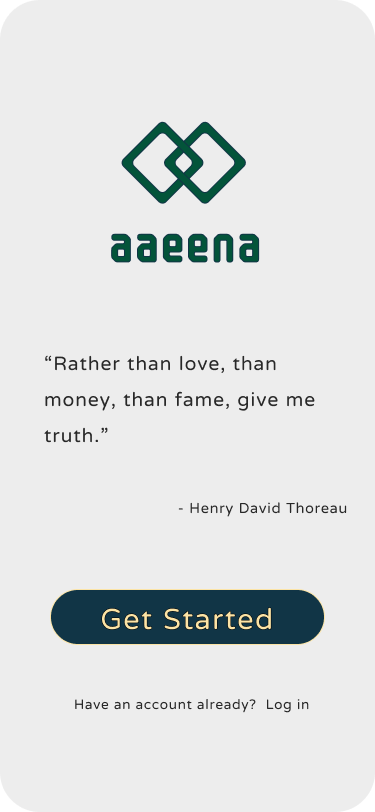 aaeena
“Rather than love, than
money, than fame, give me
truth.”
- Henry David Thoreau
Get Started
Have an account already?  Log in